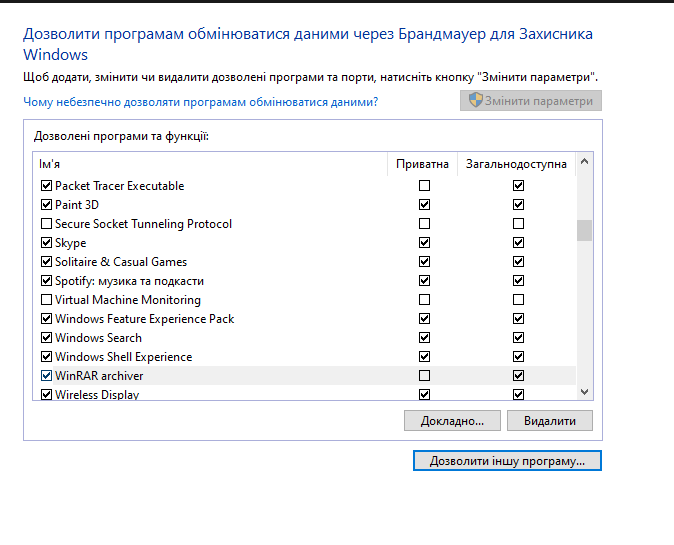 Дозволити програмам обмінюватися даними через Брандмауер для Захисника
Windows
Щоб додати, змінити чи видалити дозволені програми та порти, натисніть кнопку "Змінити параметри".
Чому небезпечно дозволяти програмам обмінюватися даними?
Змінити параметри
Дозволені програми та функції:
Ім'я Приватна Загальнодоступна
Packet Tracer Executable
Paint 3D
Secure Socket Tunneling Protocol
Skype
Solitaire & Casual Games
Spotify: музика та подкасти
Virtual Machine Monitoring
Windows Feature Experience Pack
Windows Search
Windows Shell Experience
WinRAR archiver
Wireless Display
Докладно... Видалити
Дозволити іншу програму...